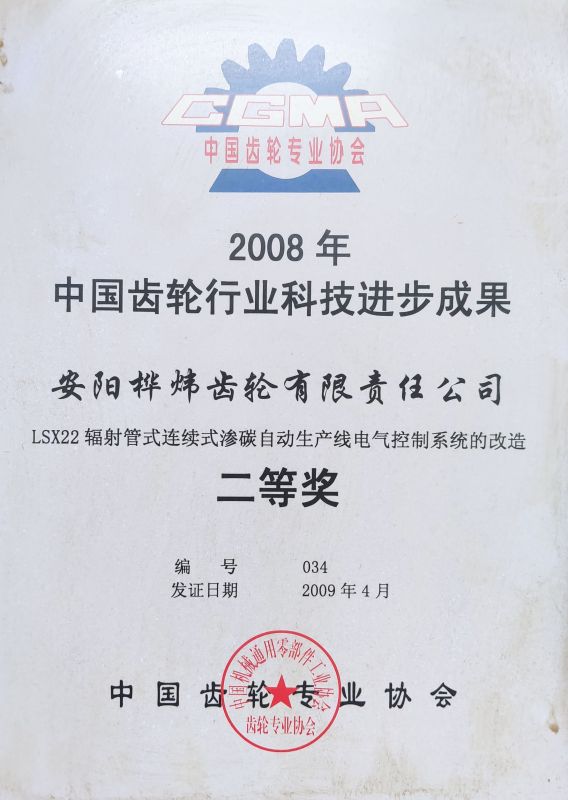 CGMA
中国齿轮专业协会
2008 年
中国齿轮行业科技进步成果
安阳桦炜齿轮有限责任公司
LSX22 辐射管式连续式渗碳自动生产线电气控制系统的改造
二等奖
编 号 034
发证日期 2009 年 4 月
中国齿轮专业协会
中国机械通用零部件工业协会
齿轮专业协会